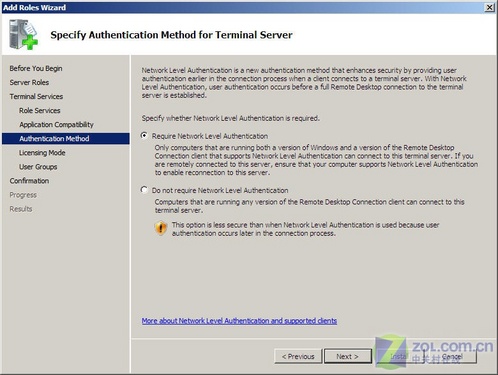 Add Roles Wizard
Specify Authentication Method for Terminal Server
Before You Begin
Server Roles
Terminal Services
Role Services
Application Compatibility
Authentication Method
Licensing Mode
User Groups
Confirmation
Progress
Results
Network Level Authentication is a new authentication method that enhances security by providing user
authentication earlier in the connection process when a client connects to a terminal server. With Network
Level Authentication, user authentication occurs before a full Remote Desktop connection to the terminal
server is established.
Specify whether Network Level Authentication is required.
Require Network Level Authentication
Only computers that are running both a version of Windows and a version of the Remote Desktop
Connection client that supports Network Level Authentication can connect to this terminal server. If you
are remotely connected to this server, ensure that your computer supports Network Level Authentication
to enable reconnection to this server.
Do not require Network Level Authentication
Computers that are running any version of the Remote Desktop Connection client can connect to this
terminal server.
This option is less secure than when Network Level Authentication is used because user
authentication occurs later in the connection process.
More about Network Level Authentication and supported clients
< Previous
Next >
Install
Cancel
ZOL.COM.CN
中关村在线